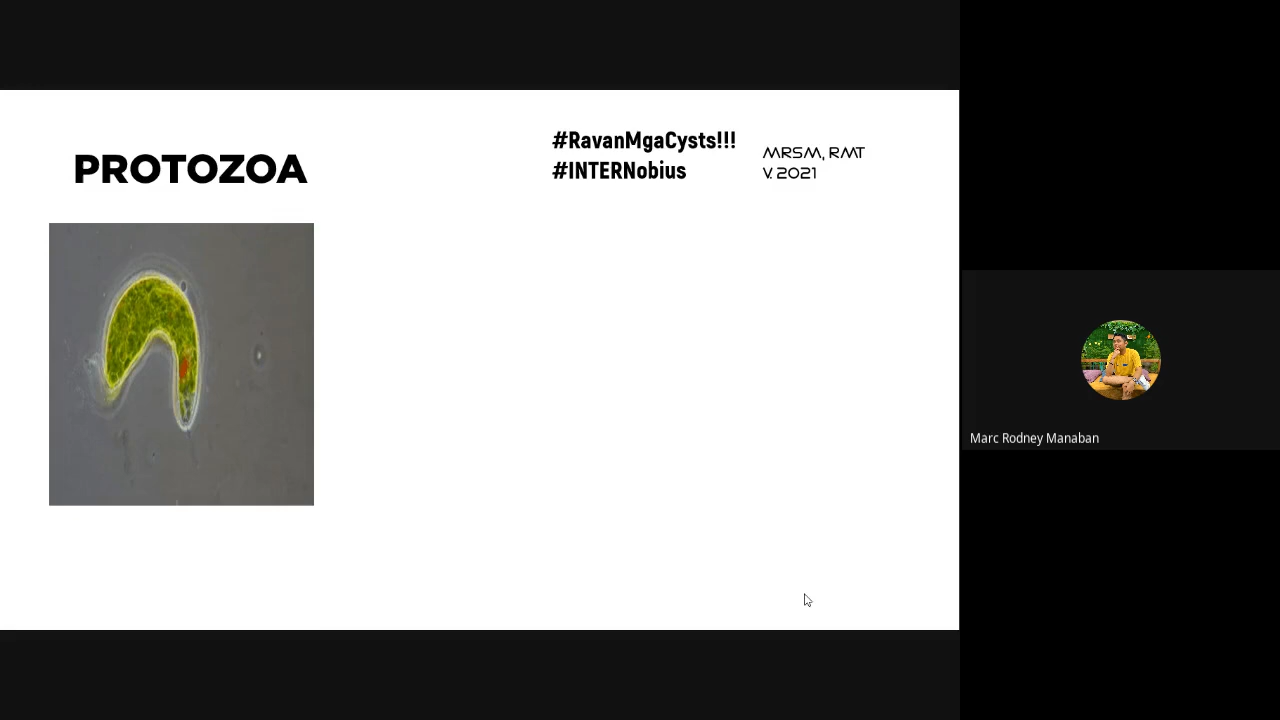 PROTOZOA
#RavanMgaCysts!!!
#INTERNobius
MRSM, RMT
V. 2021
Marc Rodney Manaban